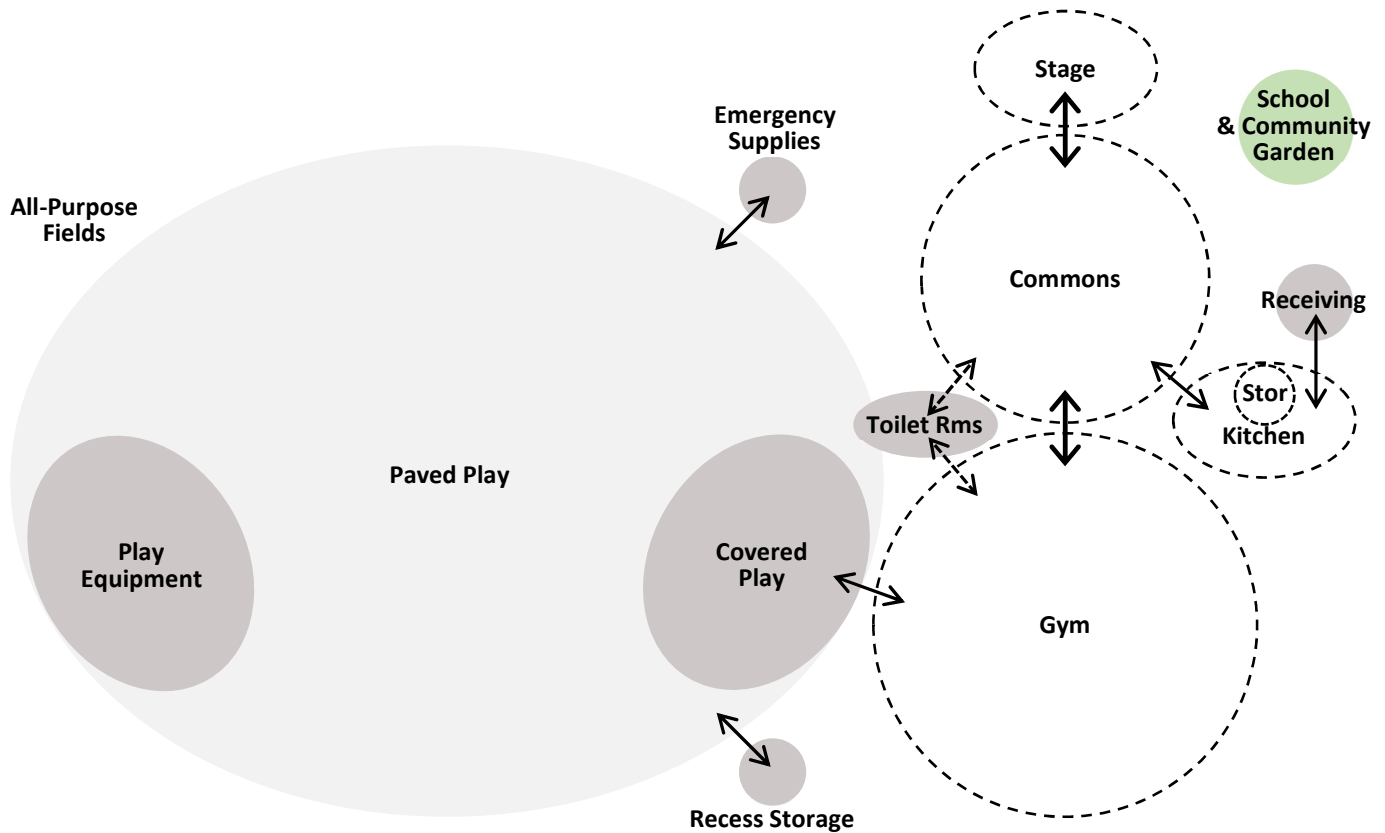 Stage
School
& Community
Garden
Emergency
Supplies
All-Purpose
Fields
Commons
Receiving
Stor
Kitchen
Toilet Rms
Paved Play
Play
Equipment
Covered
Play
Gym
Recess Storage